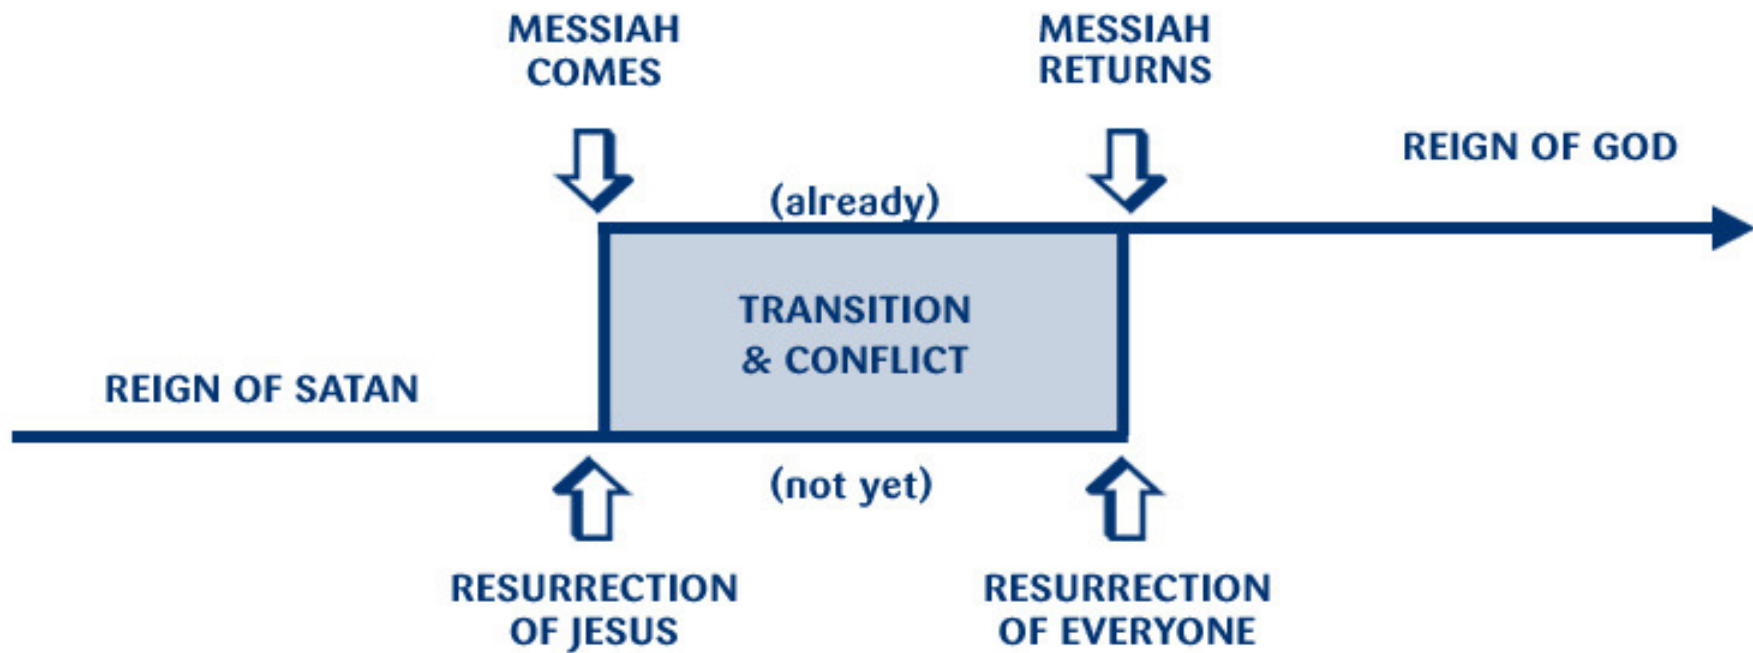 MESSIAH
COMES
MESSIAH
RETURNS
REIGN OF GOD
(already)
TRANSITION
& CONFLICT
REIGN OF SATAN
(not yet)
RESURRECTION
OF JESUS
RESURRECTION
OF EVERYONE